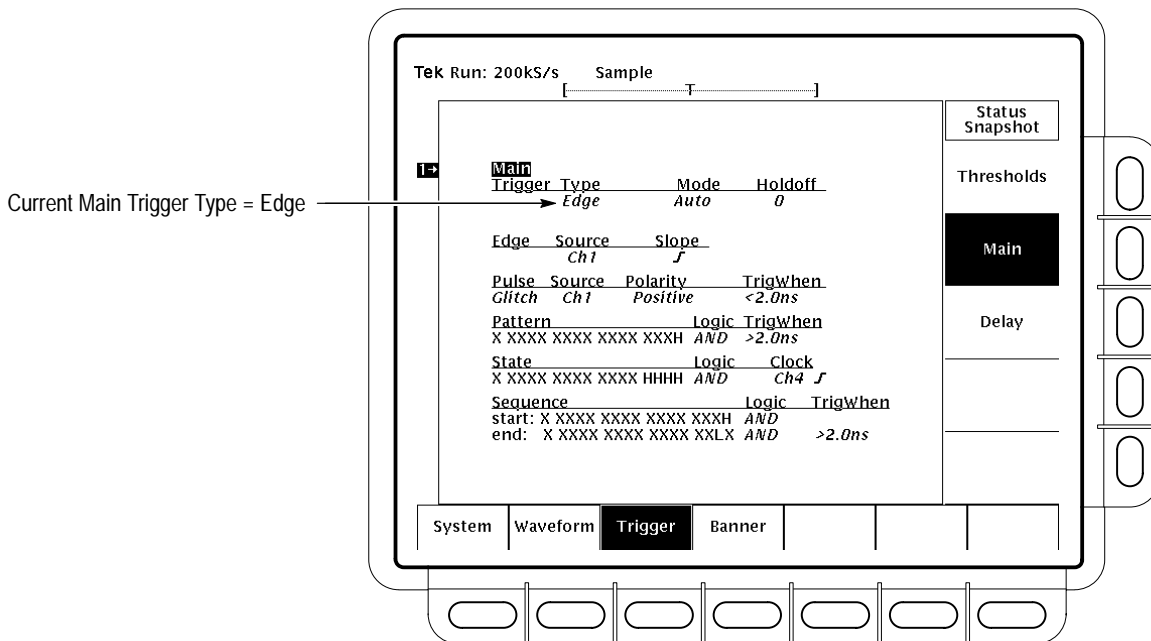 Tek Run: 200kS/s Sample
[ T ]
Status
Snapshot
1→
Main
Trigger Type Mode Holdoff
Edge Auto 0
Thresholds
Current Main Trigger Type = Edge
Edge Source Slope
Ch1 ƒ
Main
Pulse Source Polarity TrigWhen
Glitch Ch1 Positive <2.0ns
Pattern Logic TrigWhen
X XXXX XXXX XXXX XXXH AND >2.0ns
Delay
State Logic Clock
X XXXX XXXX XXXX HHHH AND Ch4 ƒ
Sequence Logic TrigWhen
start: X XXXX XXXX XXXX XXXH AND
end: X XXXX XXXX XXXX XXLX AND >2.0ns
System Waveform Trigger Banner